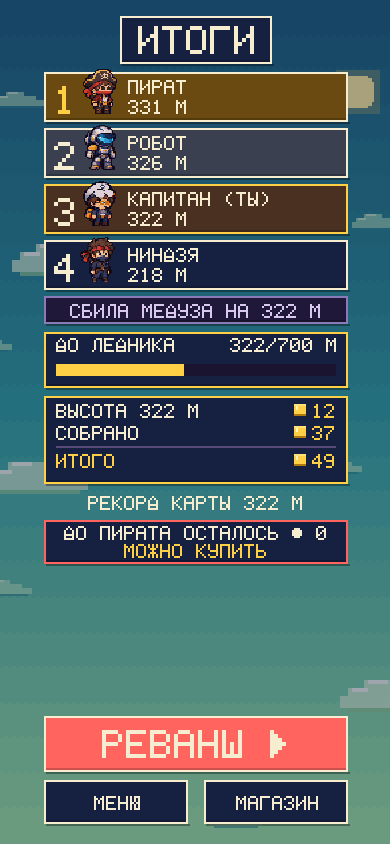 ИТОГИ
1
ПИРАТ
331 М
2
РОБОТ
326 М
3
КАПИТАН (ТЫ)
322 М
4
НИНДЗЯ
218 М
СБИЛА МЕДУЗА НА 322 М
ДО ЛЕДНИКА 322/700 М
ВЫСОТА 322 М 12
СОБРАНО 37
ИТОГО 49
РЕКОРД КАРТЫ 322 М
ДО ПИРАТА ОСТАЛОСЬ ● 0
МОЖНО КУПИТЬ
РЕВАНШ ▶
МЕНЮ
МАГАЗИН